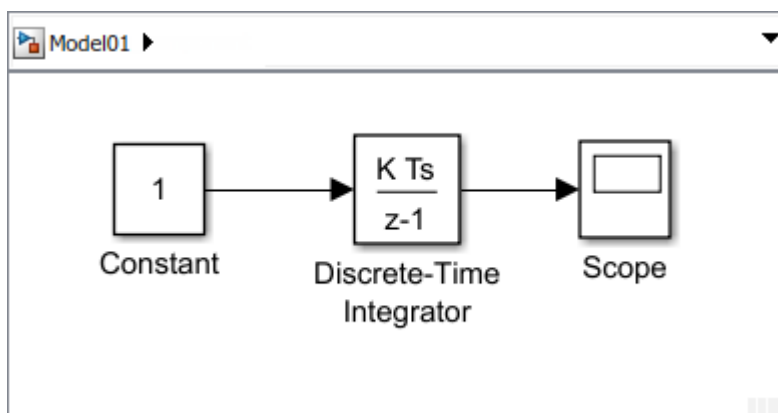 Model01
1
K Ts
z-1
Constant
Discrete-Time
Integrator
Scope